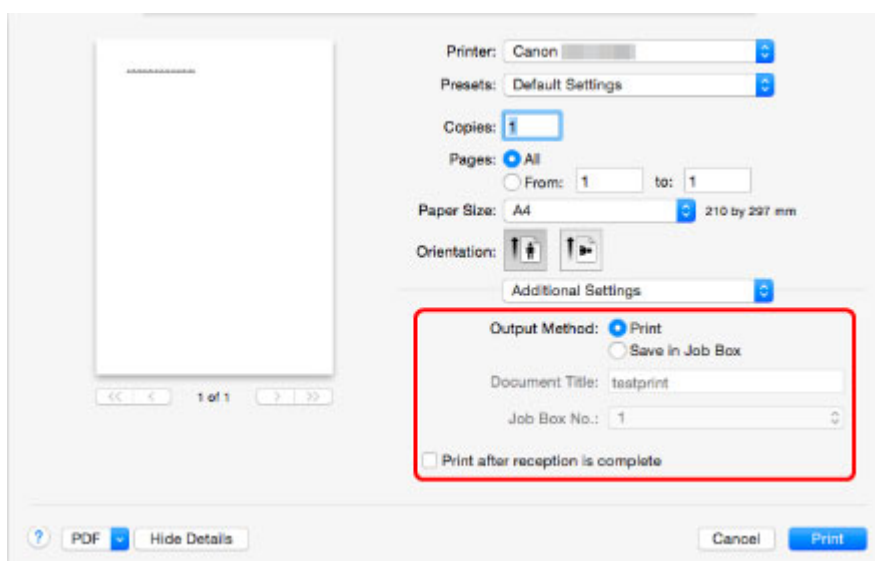 Printer: Canon
Presets: Default Settings
Copies: 1
Pages: All
From: 1 to: 1
Paper Size: A4 210 by 297 mm
Orientation:
Additional Settings
Output Method: Print
Save in Job Box
Document Title: testprint
<< < 1 of 1 > >>
Job Box No.: 1
Print after reception is complete
? PDF Hide Details Cancel Print